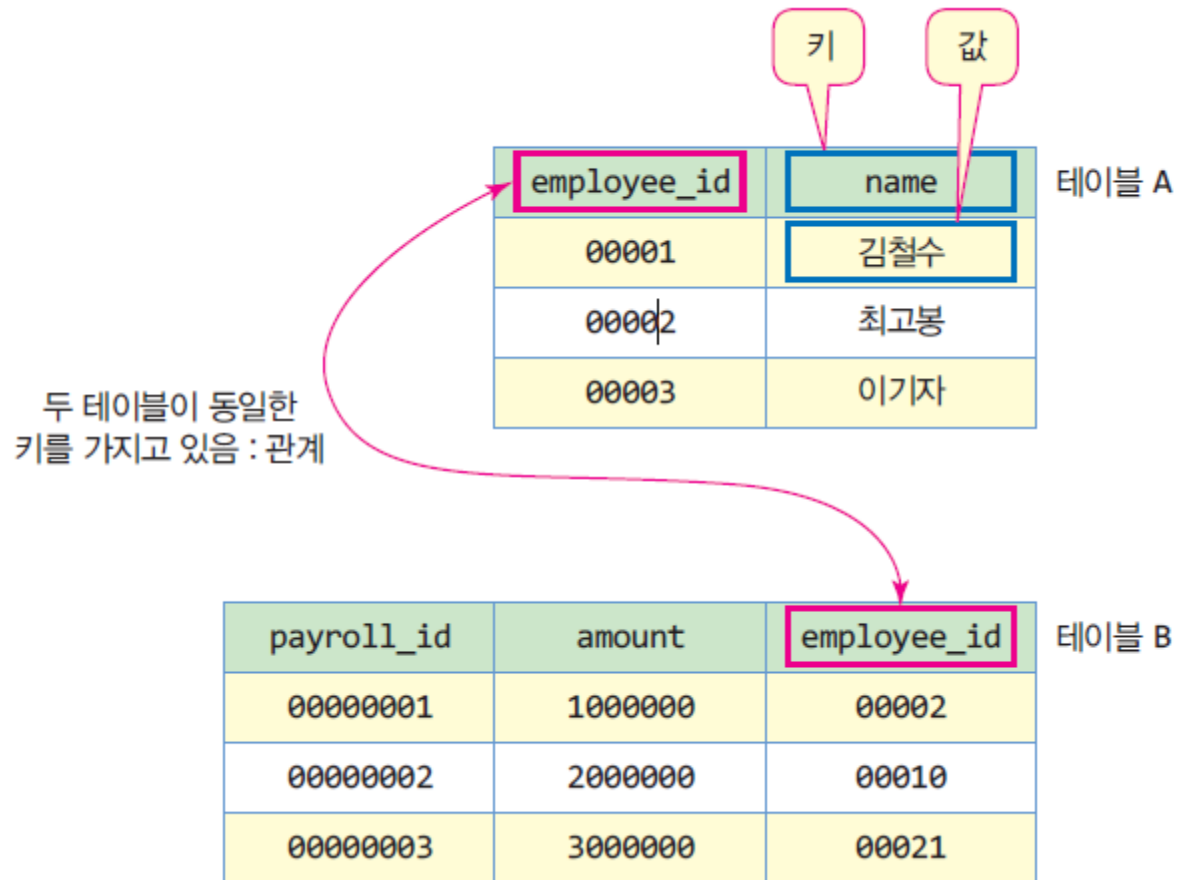 키 값
employee_id name 테이블 A
00001 김철수
00002 최고봉
00003 이기자
두 테이블이 동일한
키를 가지고 있음 : 관계
payroll_id amount employee_id 테이블 B
00000001 1000000 00002
00000002 2000000 00010
00000003 3000000 00021